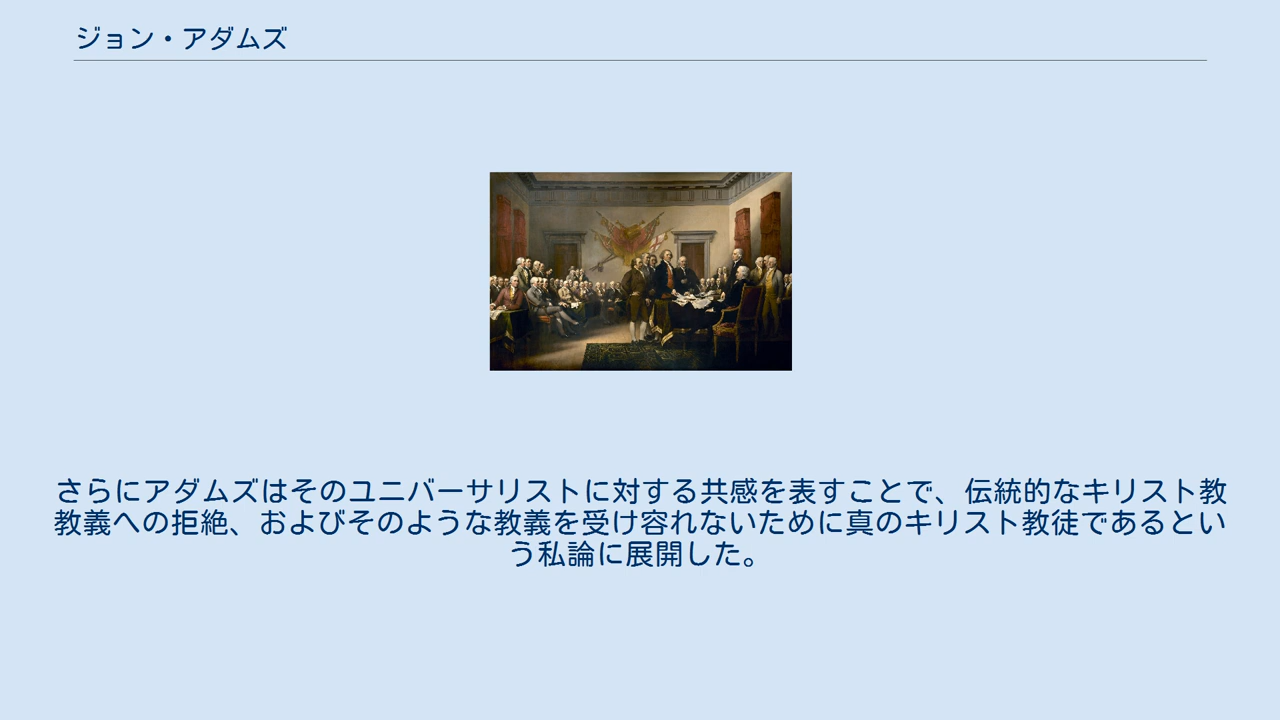 ジョン・アダムズ
さらにアダムズはそのユニバーサリストに対する共感を表すことで、伝統的なキリスト教
教義への拒絶、およびそのような教義を受け容れないために真のキリスト教徒であるとい
う私論に展開した。